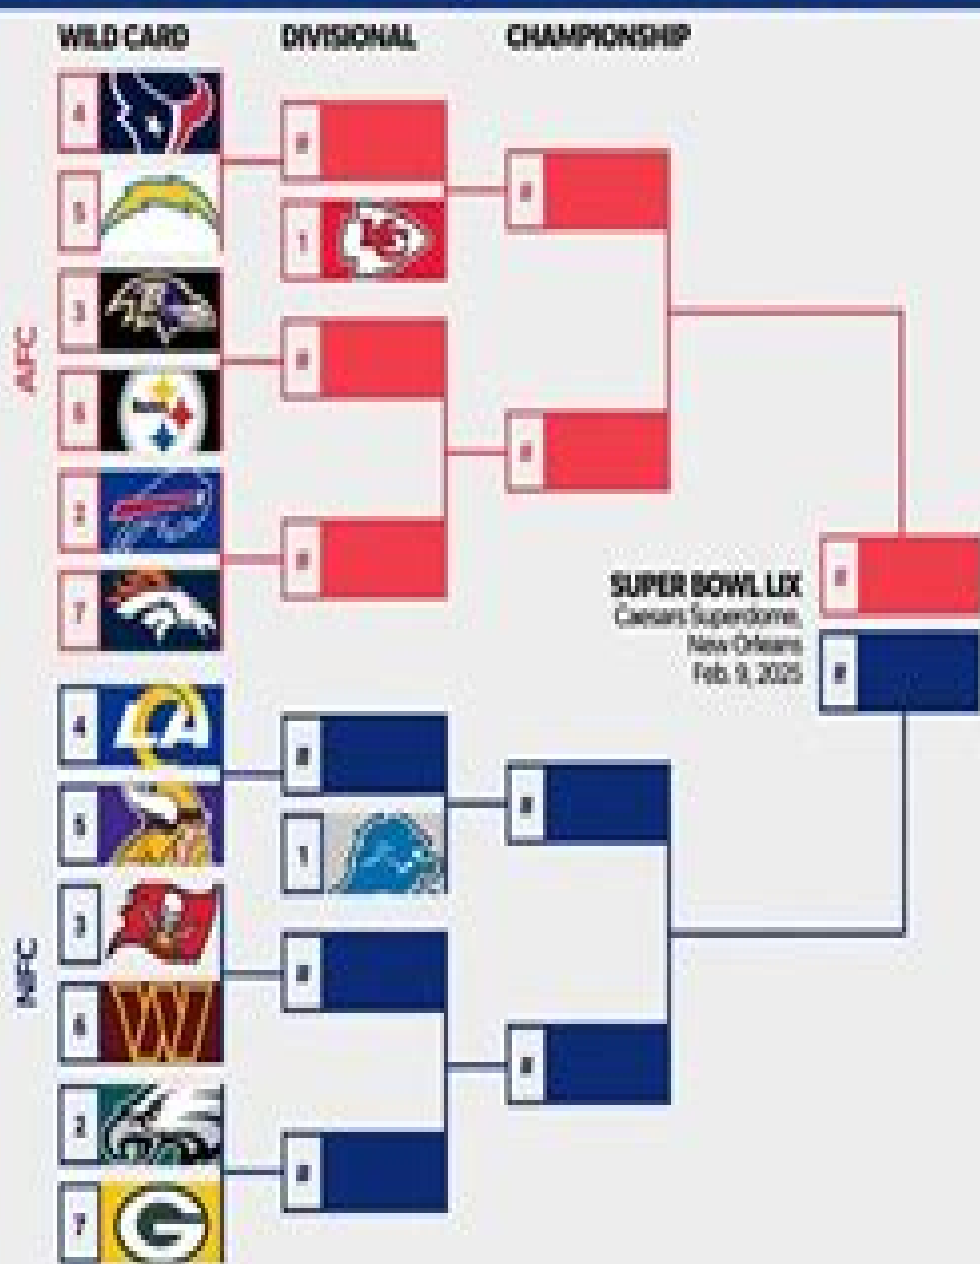 WILD CARD
DIVISIONAL
CHAMPIONSHIP
AFC
4
5
3
6
2
7
#
1
#
#
#
#
SUPER BOWL LIX
Caesars Superdome,
New Orleans
Feb. 9, 2025
#
#
NFC
4
5
3
6
2
7
#
1
#
#
#
#
LA
G